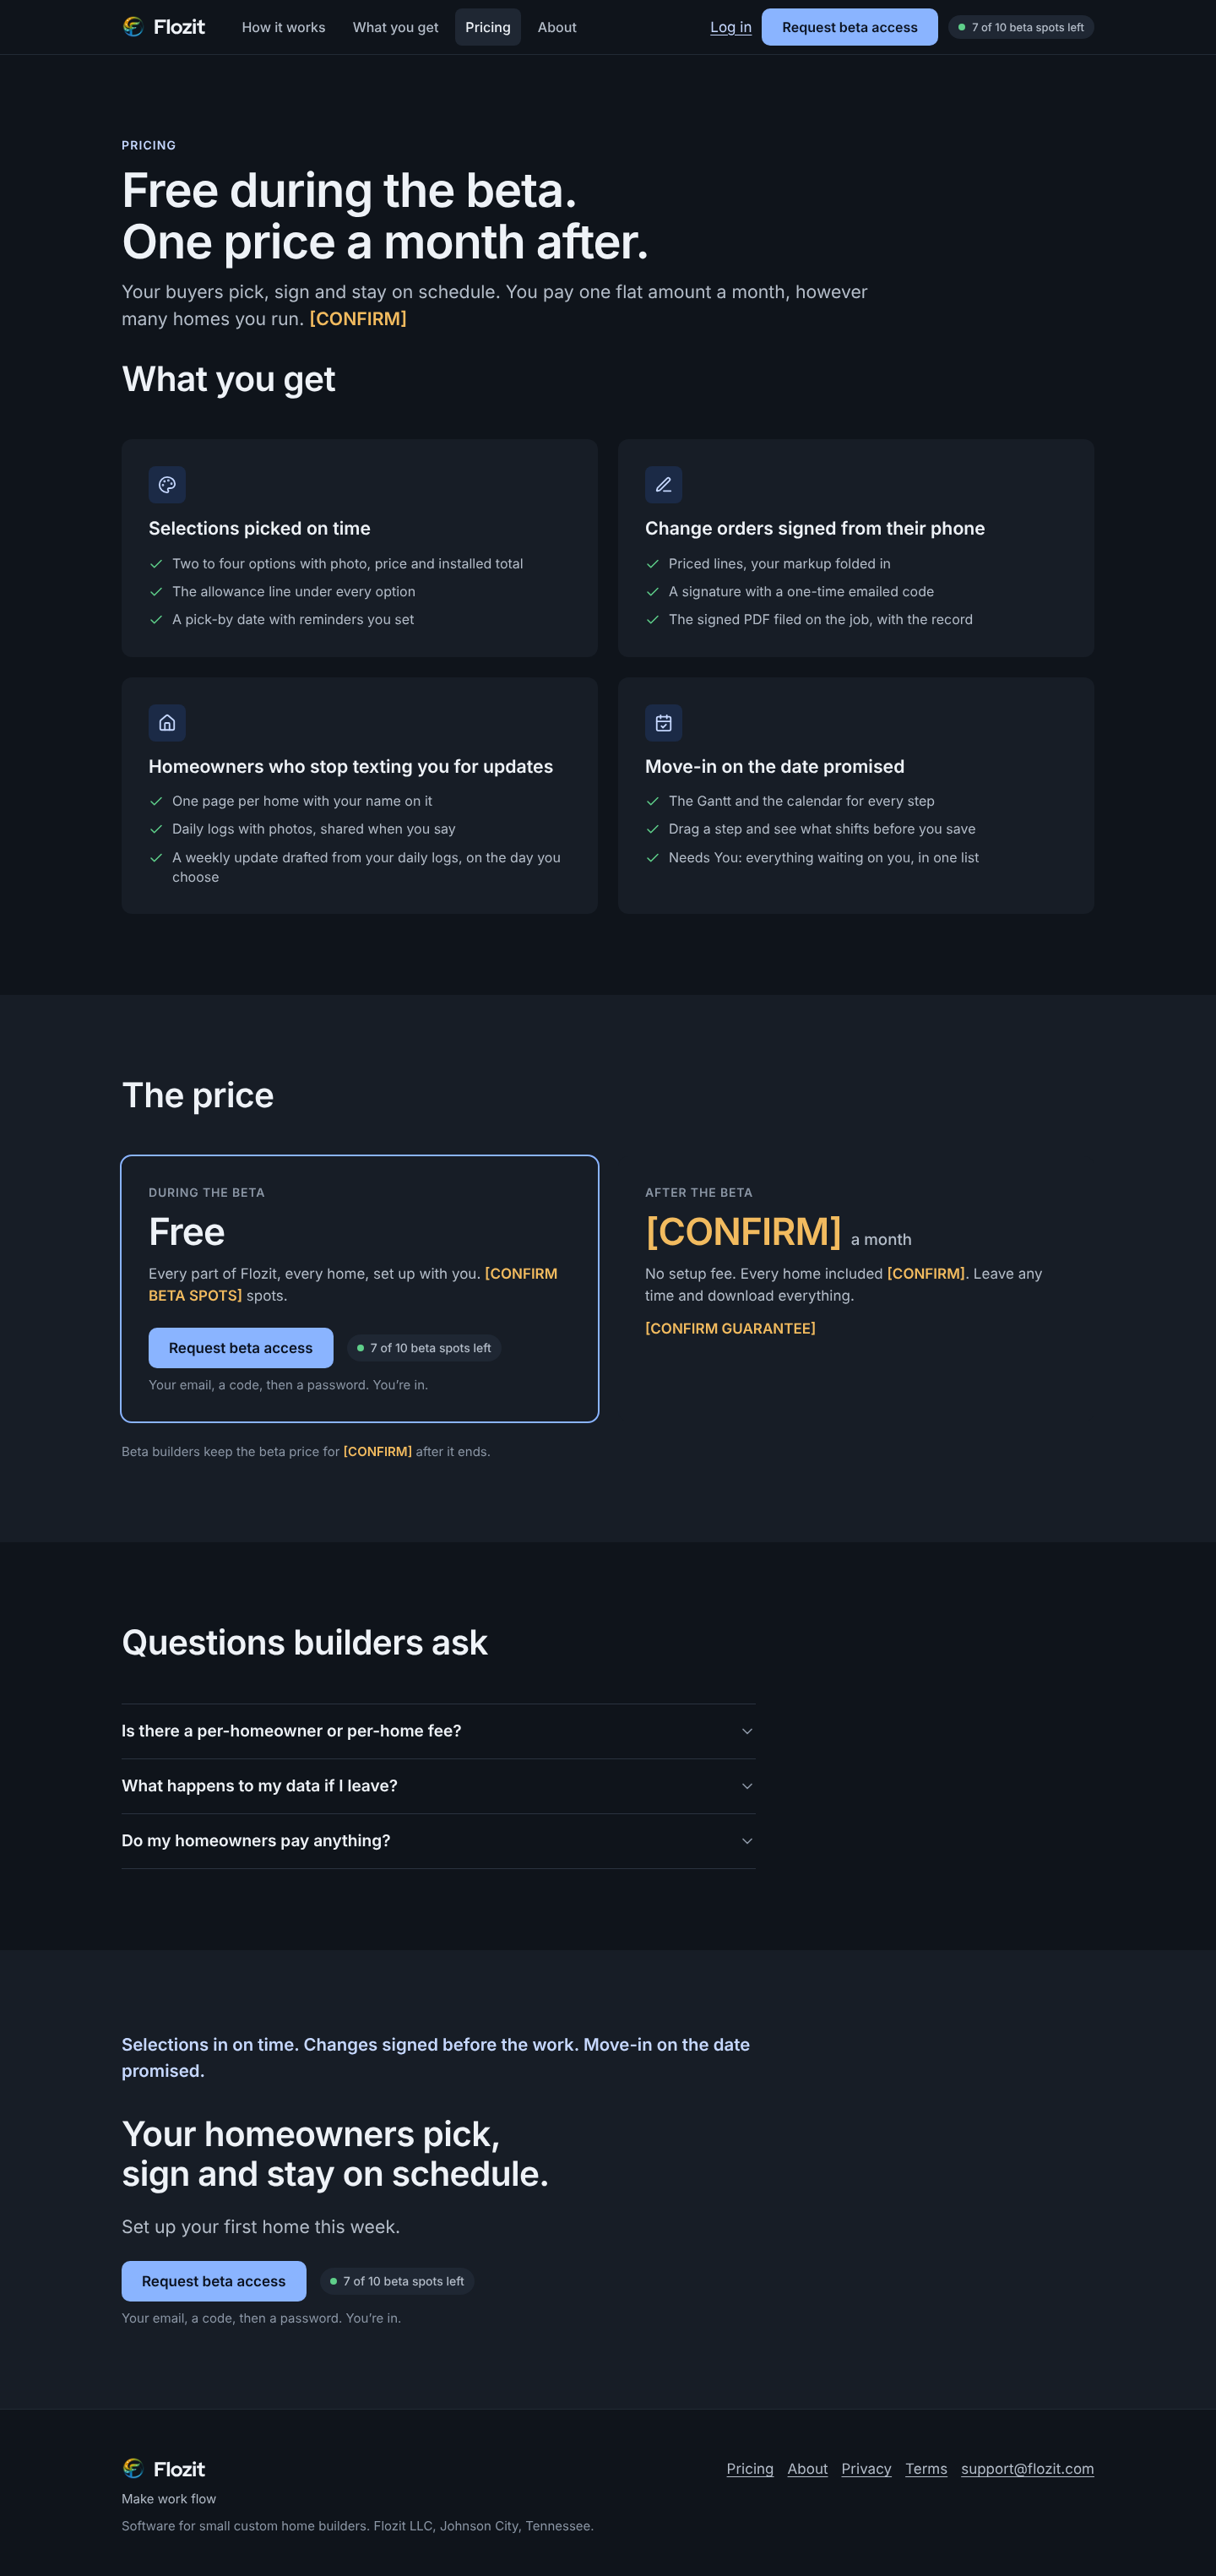 Flozit
How it works
What you get
Pricing
About
Log in
Request beta access
7 of 10 beta spots left
PRICING
Free during the beta.
One price a month after.
Your buyers pick, sign and stay on schedule. You pay one flat amount a month, however
many homes you run. [CONFIRM]
What you get
Selections picked on time
Two to four options with photo, price and installed total
The allowance line under every option
A pick-by date with reminders you set
Change orders signed from their phone
Priced lines, your markup folded in
A signature with a one-time emailed code
The signed PDF filed on the job, with the record
Homeowners who stop texting you for updates
One page per home with your name on it
Daily logs with photos, shared when you say
A weekly update drafted from your daily logs, on the day you
choose
Move-in on the date promised
The Gantt and the calendar for every step
Drag a step and see what shifts before you save
Needs You: everything waiting on you, in one list
The price
DURING THE BETA
Free
Every part of Flozit, every home, set up with you. [CONFIRM
BETA SPOTS] spots.
Request beta access
7 of 10 beta spots left
Your email, a code, then a password. You’re in.
AFTER THE BETA
[CONFIRM] a month
No setup fee. Every home included [CONFIRM]. Leave any
time and download everything.
[CONFIRM GUARANTEE]
Beta builders keep the beta price for [CONFIRM] after it ends.
Questions builders ask
Is there a per-homeowner or per-home fee?
What happens to my data if I leave?
Do my homeowners pay anything?
Selections in on time. Changes signed before the work. Move-in on the date
promised.
Your homeowners pick,
sign and stay on schedule.
Set up your first home this week.
Request beta access
7 of 10 beta spots left
Your email, a code, then a password. You’re in.
Flozit
Make work flow
Software for small custom home builders. Flozit LLC, Johnson City, Tennessee.
Pricing
About
Privacy
Terms
support@flozit.com